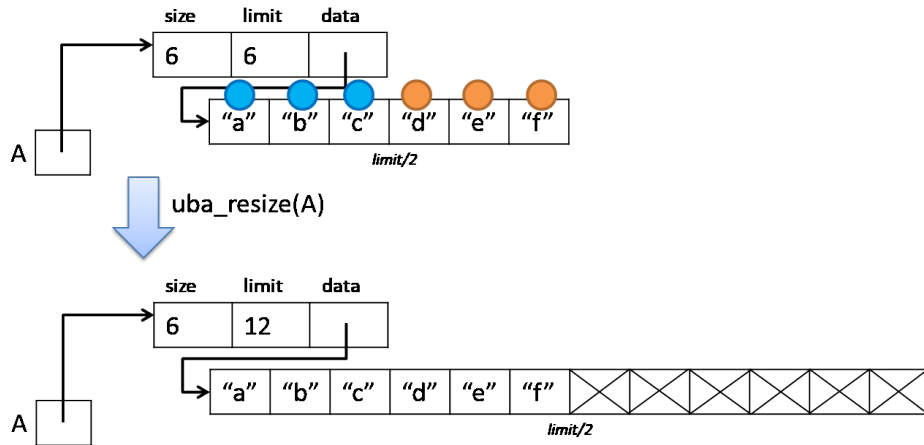 size limit data
6 6
“a” “b” “c” “d” “e” “f”
limit/2
A
uba_resize(A)
size limit data
6 12
“a” “b” “c” “d” “e” “f”
A
limit/2